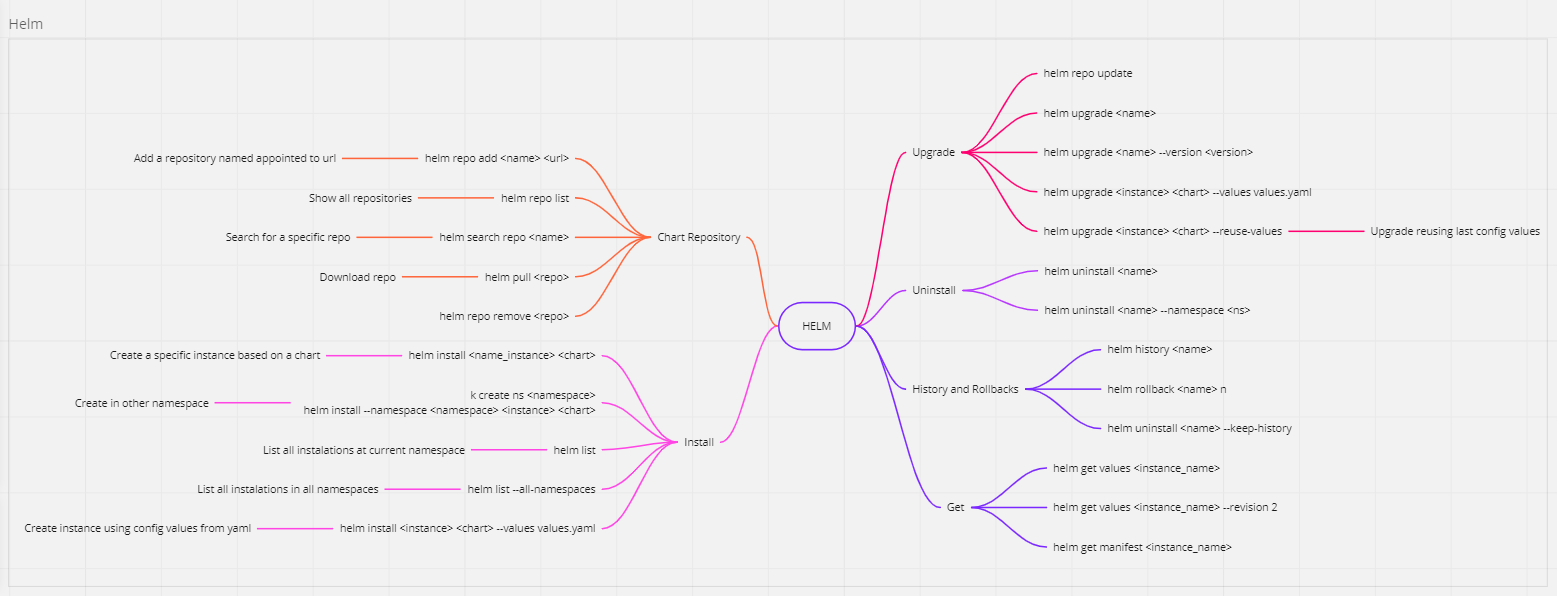 Helm
HELM
Chart Repository
helm repo add <name> <url>
Add a repository named appointed to url
helm repo list
Show all repositories
helm search repo <name>
Search for a specific repo
helm pull <repo>
Download repo
helm repo remove <repo>
Install
helm install <name_instance> <chart>
Create a specific instance based on a chart
k create ns <namespace>
helm install --namespace <namespace> <instance> <chart>
Create in other namespace
helm list
List all instalations at current namespace
helm list --all-namespaces
List all instalations in all namespaces
helm install <instance> <chart> --values values.yaml
Create instance using config values from yaml
Upgrade
helm repo update
helm upgrade <name>
helm upgrade <name> --version <version>
helm upgrade <instance> <chart> --values values.yaml
helm upgrade <instance> <chart> --reuse-values
Upgrade reusing last config values
Uninstall
helm uninstall <name>
helm uninstall <name> --namespace <ns>
History and Rollbacks
helm history <name>
helm rollback <name> n
helm uninstall <name> --keep-history
Get
helm get values <instance_name>
helm get values <instance_name> --revision 2
helm get manifest <instance_name>